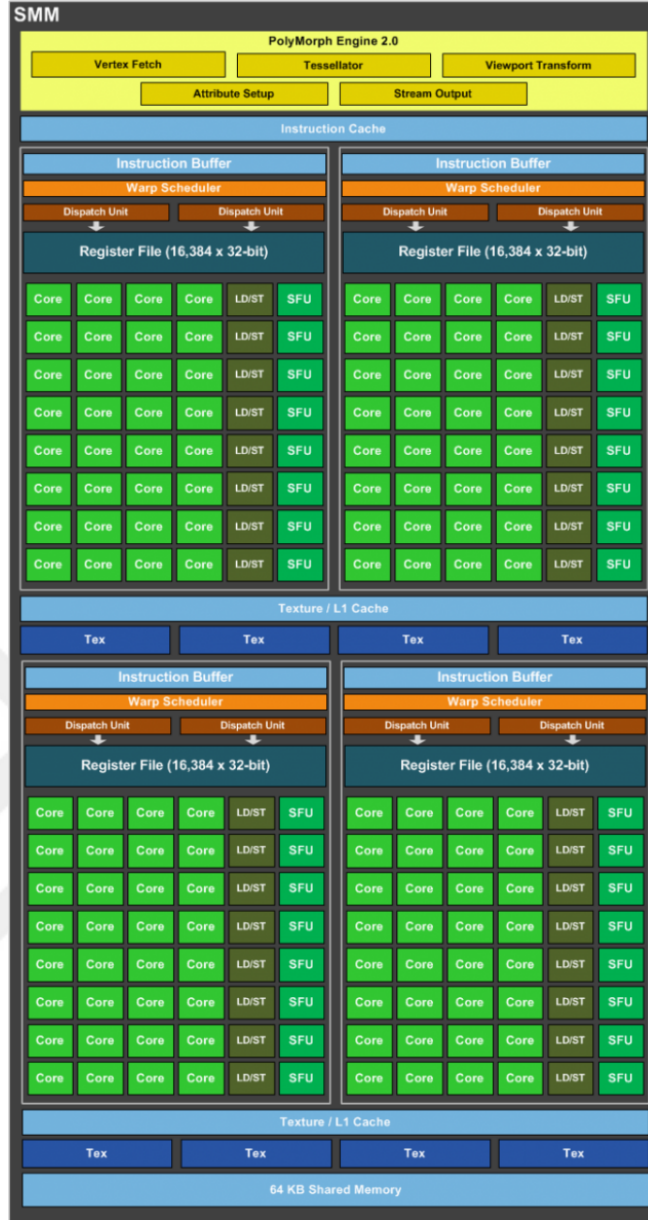 SMM
PolyMorph Engine 2.0
Vertex Fetch Tessellator Viewport Transform
Attribute Setup Stream Output
Instruction Cache
Instruction Buffer Instruction Buffer
Warp Scheduler Warp Scheduler
Dispatch Unit Dispatch Unit Dispatch Unit Dispatch Unit
Register File (16,384 x 32-bit) Register File (16,384 x 32-bit)
Core Core Core Core LD/ST SFU Core Core Core Core LD/ST SFU
Core Core Core Core LD/ST SFU Core Core Core Core LD/ST SFU
Core Core Core Core LD/ST SFU Core Core Core Core LD/ST SFU
Core Core Core Core LD/ST SFU Core Core Core Core LD/ST SFU
Core Core Core Core LD/ST SFU Core Core Core Core LD/ST SFU
Core Core Core Core LD/ST SFU Core Core Core Core LD/ST SFU
Core Core Core Core LD/ST SFU Core Core Core Core LD/ST SFU
Core Core Core Core LD/ST SFU Core Core Core Core LD/ST SFU
Texture / L1 Cache
Tex Tex Tex Tex
Instruction Buffer Instruction Buffer
Warp Scheduler Warp Scheduler
Dispatch Unit Dispatch Unit Dispatch Unit Dispatch Unit
Register File (16,384 x 32-bit) Register File (16,384 x 32-bit)
Core Core Core Core LD/ST SFU Core Core Core Core LD/ST SFU
Core Core Core Core LD/ST SFU Core Core Core Core LD/ST SFU
Core Core Core Core LD/ST SFU Core Core Core Core LD/ST SFU
Core Core Core Core LD/ST SFU Core Core Core Core LD/ST SFU
Core Core Core Core LD/ST SFU Core Core Core Core LD/ST SFU
Core Core Core Core LD/ST SFU Core Core Core Core LD/ST SFU
Core Core Core Core LD/ST SFU Core Core Core Core LD/ST SFU
Core Core Core Core LD/ST SFU Core Core Core Core LD/ST SFU
Texture / L1 Cache
Tex Tex Tex Tex
64 KB Shared Memory